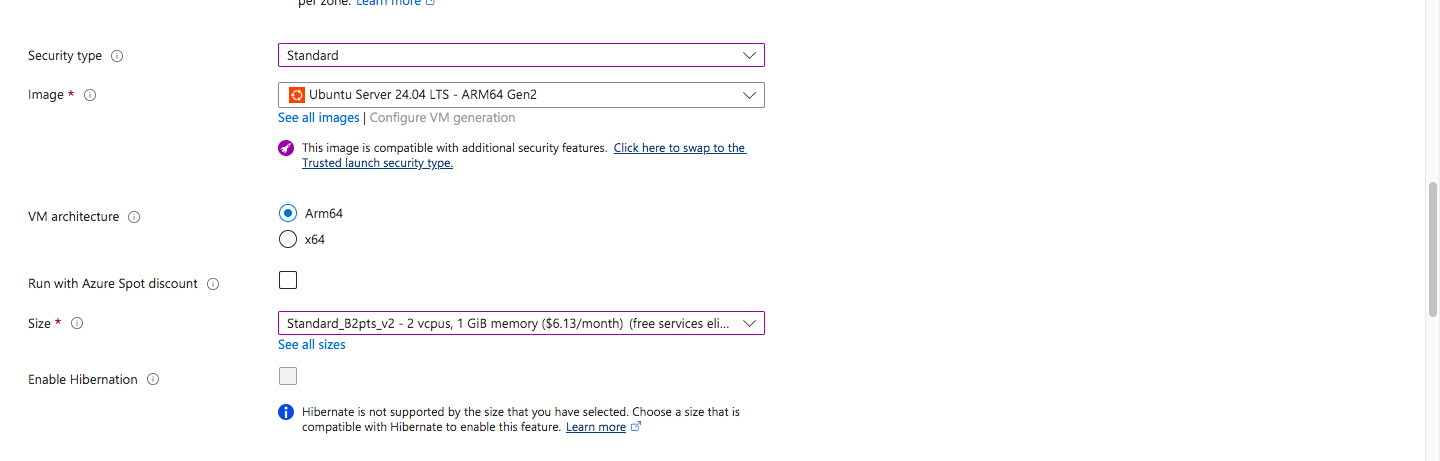 per zone. Learn more
Security type
Standard
Image *
Ubuntu Server 24.04 LTS - ARM64 Gen2
See all images | Configure VM generation
This image is compatible with additional security features. Click here to swap to the
Trusted launch security type.
VM architecture
Arm64
x64
Run with Azure Spot discount
Size *
Standard_B2pts_v2 - 2 vcpus, 1 GiB memory ($6.13/month) (free services eli...
See all sizes
Enable Hibernation
Hibernate is not supported by the size that you have selected. Choose a size that is
compatible with Hibernate to enable this feature. Learn more